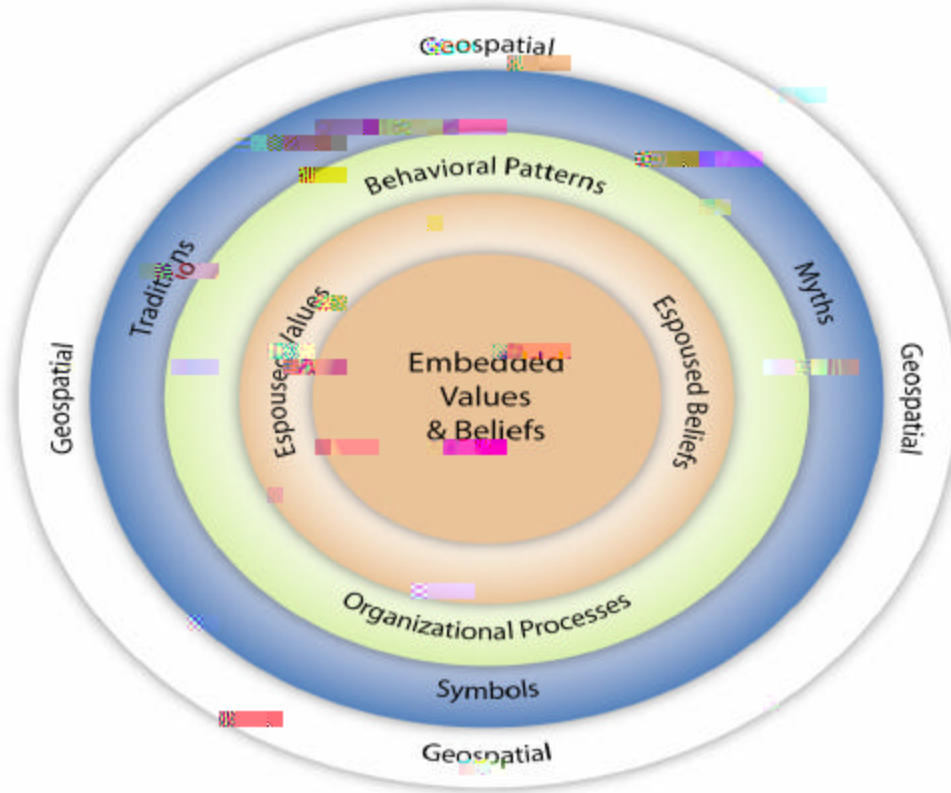 Geospatial
Behavioral Patterns
Traditions
Myths
Espoused Values
Espoused Beliefs
Geospatial
Embedded
Values
& Beliefs
Geospatial
Organizational Processes
Symbols
Geospatial